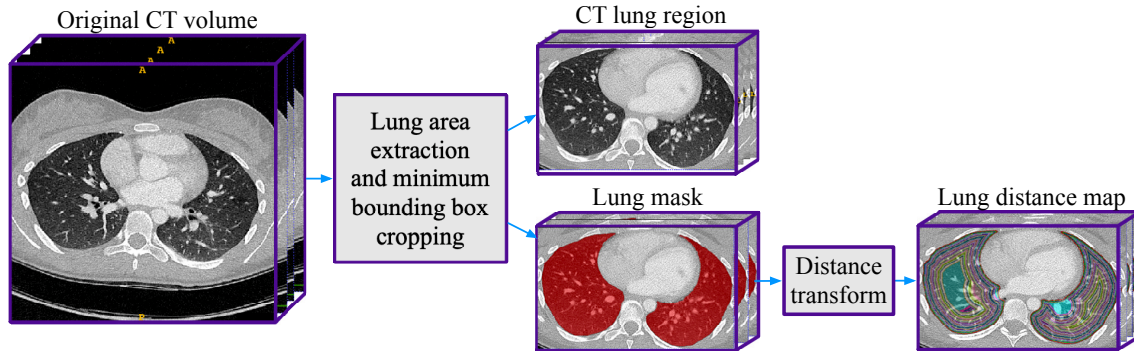 Original CT volume
A
A
A
A
Lung area
extraction
and minimum
bounding box
cropping
CT lung region
Lung mask
Distance
transform
Lung distance map